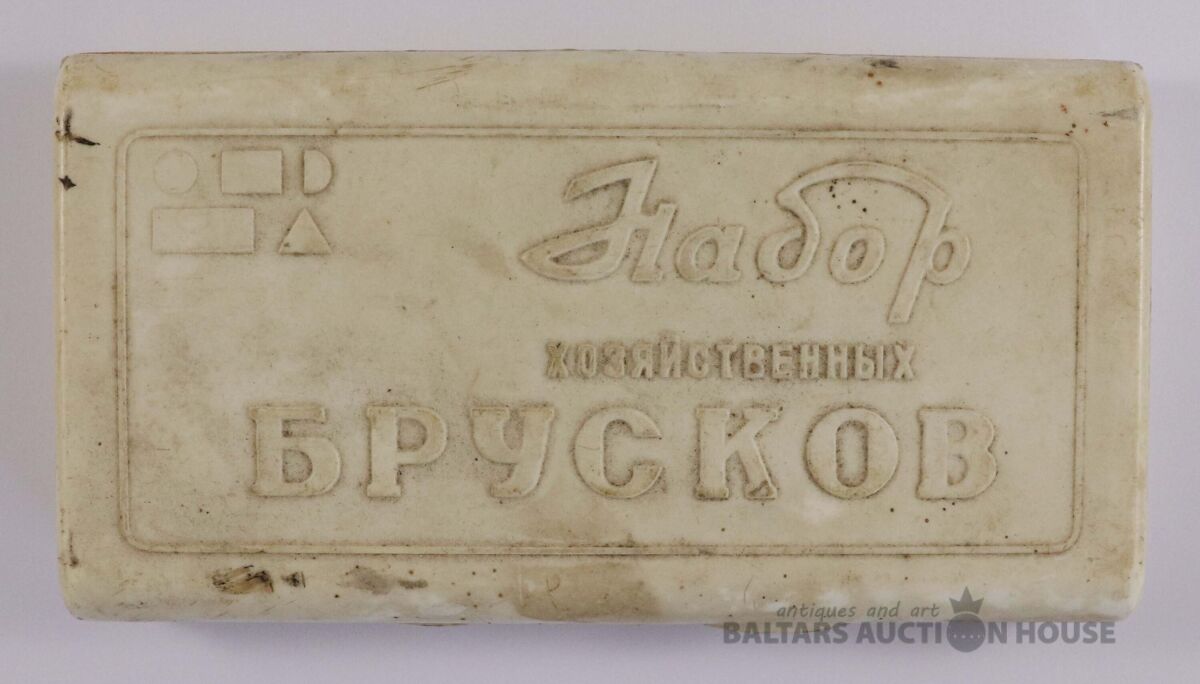 Набор
ХОЗЯЙСТВЕННЫХ
БРУСКОВ
antiques and art
BALTARS AUCTION HOUSE